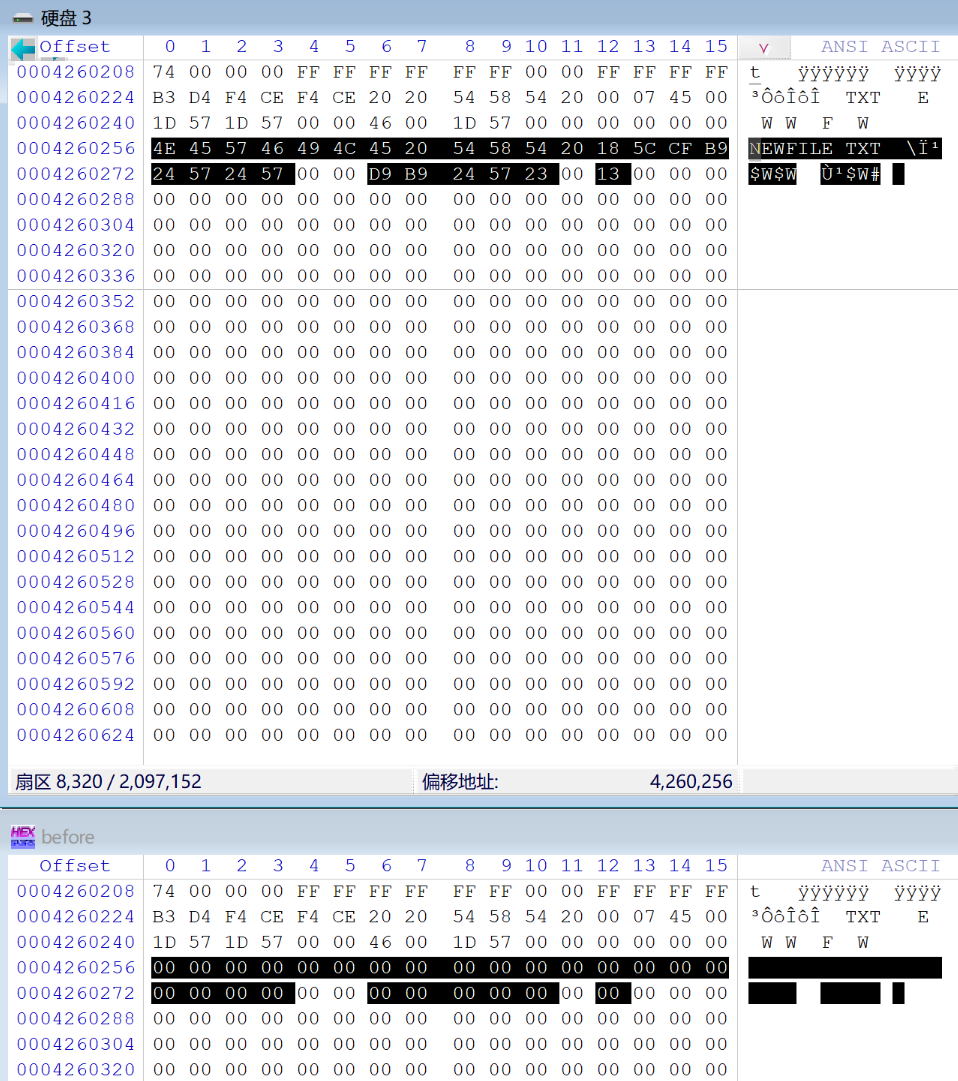 硬盘 3
Offset 0 1 2 3 4 5 6 7 8 9 10 11 12 13 14 15 ANSI ASCII
0004260208 74 00 00 00 FF FF FF FF FF FF 00 00 FF FF FF FF t ÿÿÿÿÿÿ ÿÿÿÿ
0004260224 B3 D4 F4 CE F4 CE 20 20 54 58 54 20 00 07 45 00 ³ÔôÎôÎ TXT E
0004260240 1D 57 1D 57 00 00 46 00 1D 57 00 00 00 00 00 00 W W F W
0004260256 4E 45 57 46 49 4C 45 20 54 58 54 20 18 5C CF B9 NEWFILE TXT \Ϲ
0004260272 24 57 24 57 00 00 D9 B9 24 57 23 00 13 00 00 00 $W$W Ù¹$W#
0004260288 00 00 00 00 00 00 00 00 00 00 00 00 00 00 00 00
0004260304 00 00 00 00 00 00 00 00 00 00 00 00 00 00 00 00
0004260320 00 00 00 00 00 00 00 00 00 00 00 00 00 00 00 00
0004260336 00 00 00 00 00 00 00 00 00 00 00 00 00 00 00 00
0004260352 00 00 00 00 00 00 00 00 00 00 00 00 00 00 00 00
0004260368 00 00 00 00 00 00 00 00 00 00 00 00 00 00 00 00
0004260384 00 00 00 00 00 00 00 00 00 00 00 00 00 00 00 00
0004260400 00 00 00 00 00 00 00 00 00 00 00 00 00 00 00 00
0004260416 00 00 00 00 00 00 00 00 00 00 00 00 00 00 00 00
0004260432 00 00 00 00 00 00 00 00 00 00 00 00 00 00 00 00
0004260448 00 00 00 00 00 00 00 00 00 00 00 00 00 00 00 00
0004260464 00 00 00 00 00 00 00 00 00 00 00 00 00 00 00 00
0004260480 00 00 00 00 00 00 00 00 00 00 00 00 00 00 00 00
0004260496 00 00 00 00 00 00 00 00 00 00 00 00 00 00 00 00
0004260512 00 00 00 00 00 00 00 00 00 00 00 00 00 00 00 00
0004260528 00 00 00 00 00 00 00 00 00 00 00 00 00 00 00 00
0004260544 00 00 00 00 00 00 00 00 00 00 00 00 00 00 00 00
0004260560 00 00 00 00 00 00 00 00 00 00 00 00 00 00 00 00
0004260576 00 00 00 00 00 00 00 00 00 00 00 00 00 00 00 00
0004260592 00 00 00 00 00 00 00 00 00 00 00 00 00 00 00 00
0004260608 00 00 00 00 00 00 00 00 00 00 00 00 00 00 00 00
0004260624 00 00 00 00 00 00 00 00 00 00 00 00 00 00 00 00
扇区 8,320 / 2,097,152 偏移地址: 4,260,256
HEX before
Offset 0 1 2 3 4 5 6 7 8 9 10 11 12 13 14 15 ANSI ASCII
0004260208 74 00 00 00 FF FF FF FF FF FF 00 00 FF FF FF FF t ÿÿÿÿÿÿ ÿÿÿÿ
0004260224 B3 D4 F4 CE F4 CE 20 20 54 58 54 20 00 07 45 00 ³ÔôÎôÎ TXT E
0004260240 1D 57 1D 57 00 00 46 00 1D 57 00 00 00 00 00 00 W W F W
0004260256 00 00 00 00 00 00 00 00 00 00 00 00 00 00 00 00
0004260272 00 00 00 00 00 00 00 00 00 00 00 00 00 00 00 00
0004260288 00 00 00 00 00 00 00 00 00 00 00 00 00 00 00 00
0004260304 00 00 00 00 00 00 00 00 00 00 00 00 00 00 00 00
0004260320 00 00 00 00 00 00 00 00 00 00 00 00 00 00 00 00